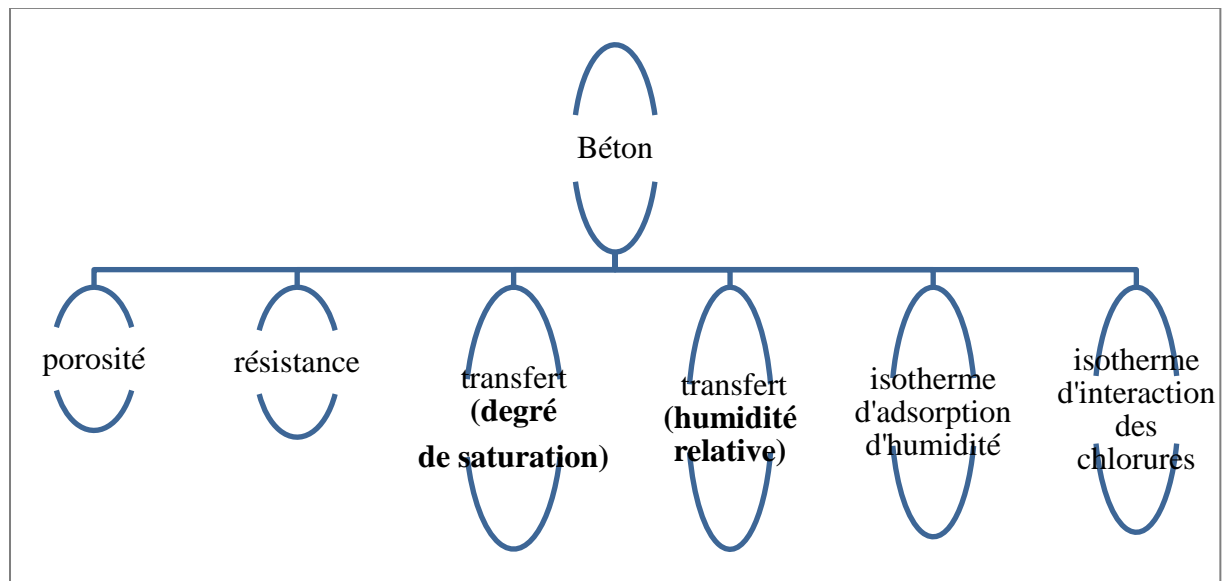 Béton
porosité
résistance
transfert
(degré
de saturation)
transfert
(humidité
relative)
isotherme
d'adsorption
d'humidité
isotherme
d'interaction
des
chlorures